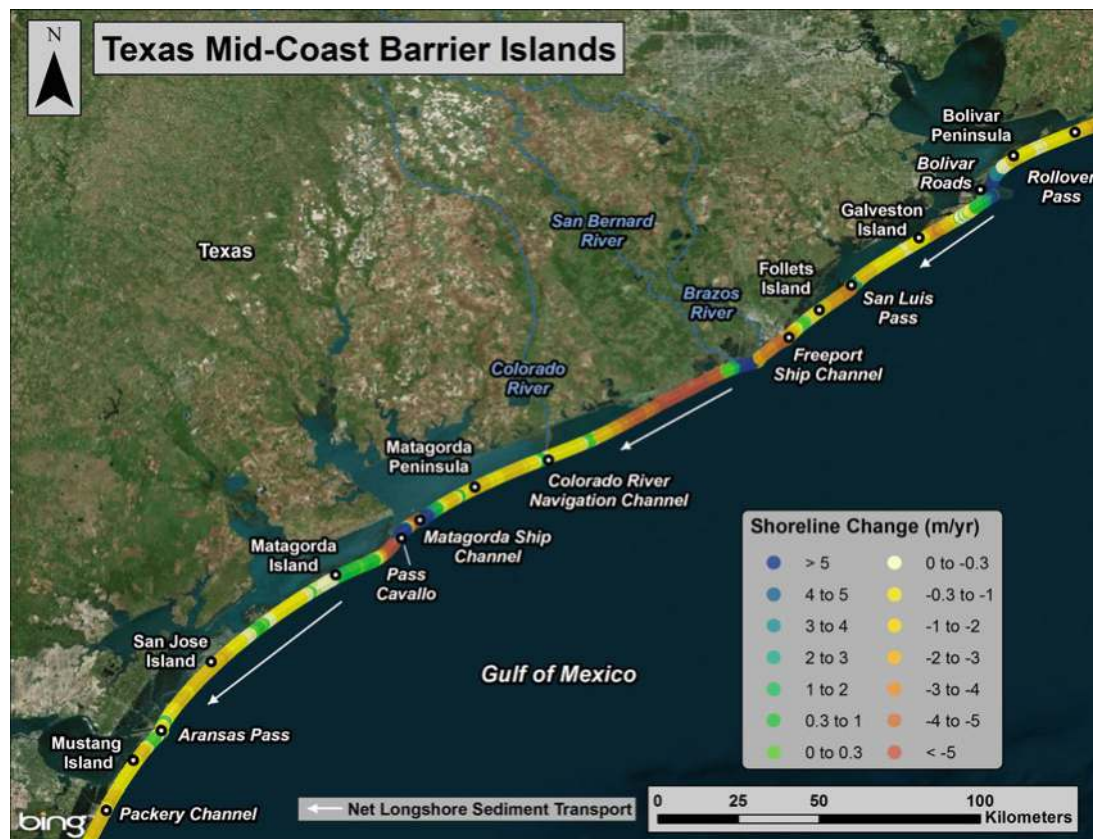 N
Texas Mid-Coast Barrier Islands
Bolivar
Peninsula
Bolivar
Roads
Rollover
Pass
Galveston
Island
San Bernard
River
Texas
Follets
Island
San Luis
Pass
Brazos
River
Freeport
Ship Channel
Colorado
River
Matagorda
Peninsula
Colorado River
Navigation Channel
Matagorda Ship
Channel
Matagorda
Island
Pass
Cavallo
San Jose
Island
Gulf of Mexico
Aransas Pass
Mustang
Island
Packery Channel
Shoreline Change (m/yr)
> 5
0 to -0.3
4 to 5
-0.3 to -1
3 to 4
-1 to -2
2 to 3
-2 to -3
1 to 2
-3 to -4
0.3 to 1
-4 to -5
0 to 0.3
< -5
Net Longshore Sediment Transport
0 25 50 100
Kilometers
bing